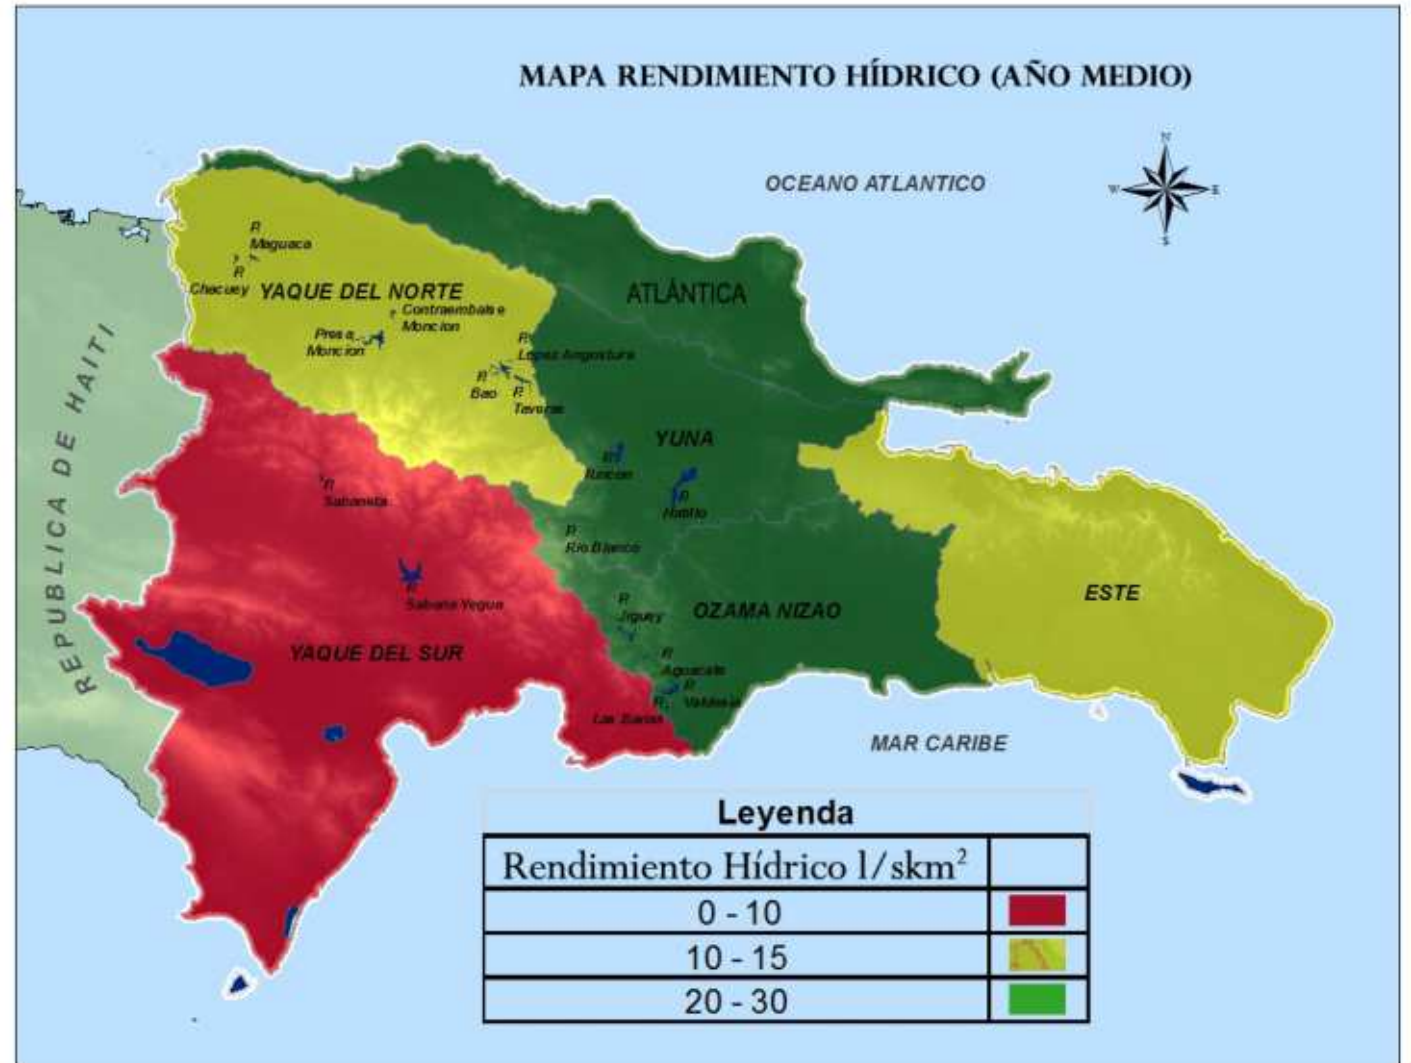 MAPA RENDIMIENTO HÍDRICO (AÑO MEDIO)
N
W
E
S
OCEANO ATLANTICO
P.
Maguaca
P.
Chacuey
YAQUE DEL NORTE
ATLÀNTICA
Contraembalse
Moncion
Presa
Moncion
P.
Lopez Angostura
P.
Bao
P.
Taveras
REPUBLICA DE HAITI
YUNA
P.
Rincon
P.
Sabaneta
P.
Hatillo
P.
Rio Blanco
P.
Sabana Yegua
P.
Jiguey
OZAMA NIZAO
ESTE
YAQUE DEL SUR
P.
Aguacate
P.
Valdesia
P.
Las Barias
MAR CARIBE
Leyenda
Rendimiento Hídrico l/skm²
0 - 10
10 - 15
20 - 30